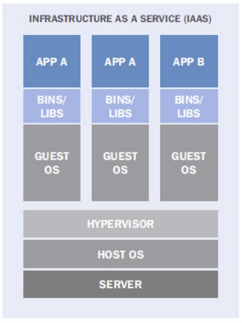 INFRASTRUCTURE AS A SERVICE (IAAS)
APP A
APP A
APP B
BINS/
LIBS
BINS/
LIBS
BINS/
LIBS
GUEST
OS
GUEST
OS
GUEST
OS
HYPERVISOR
HOST OS
SERVER